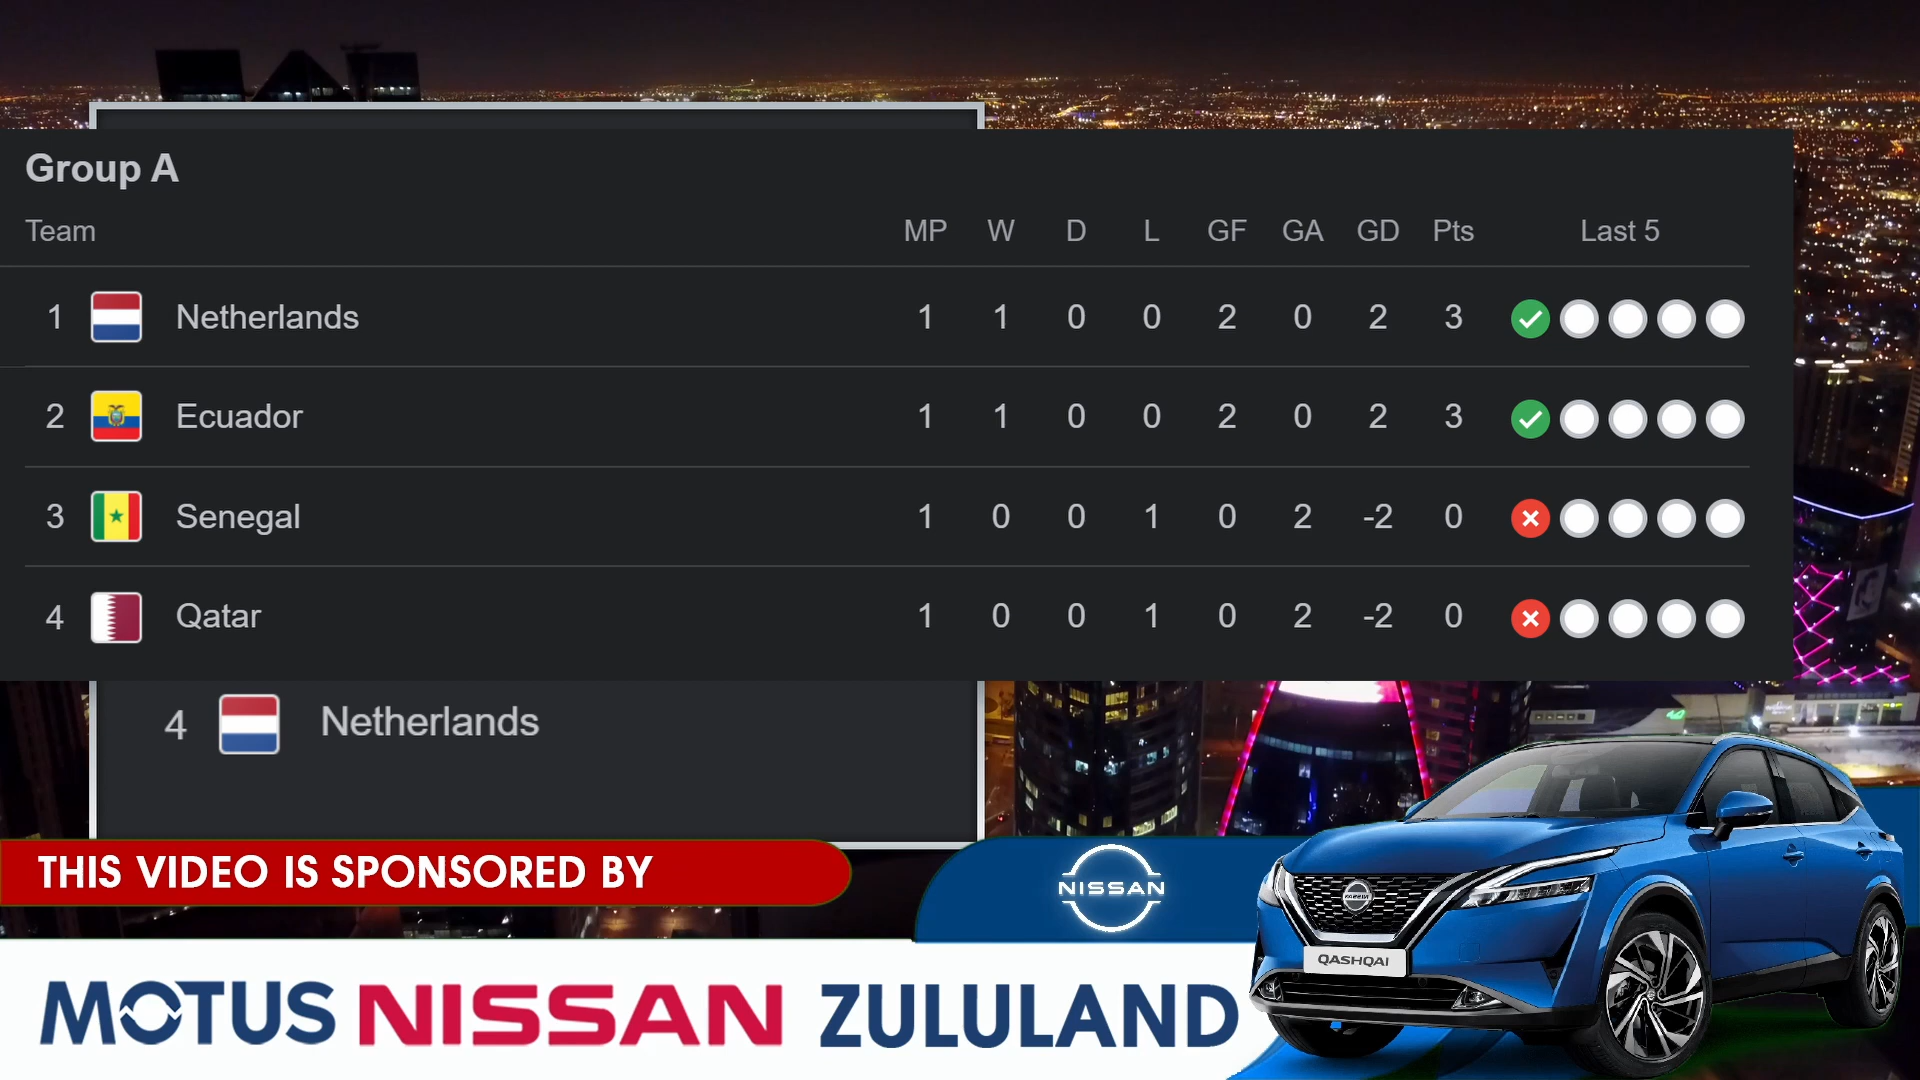 Group A
Team MP W D L GF GA GD Pts Last 5
1 Netherlands 1 1 0 0 2 0 2 3
2 Ecuador 1 1 0 0 2 0 2 3
3 Senegal 1 0 0 1 0 2 -2 0
4 Qatar 1 0 0 1 0 2 -2 0
4 Netherlands
THIS VIDEO IS SPONSORED BY
NISSAN
QASHQAI
MOTUS NISSAN ZULULAND